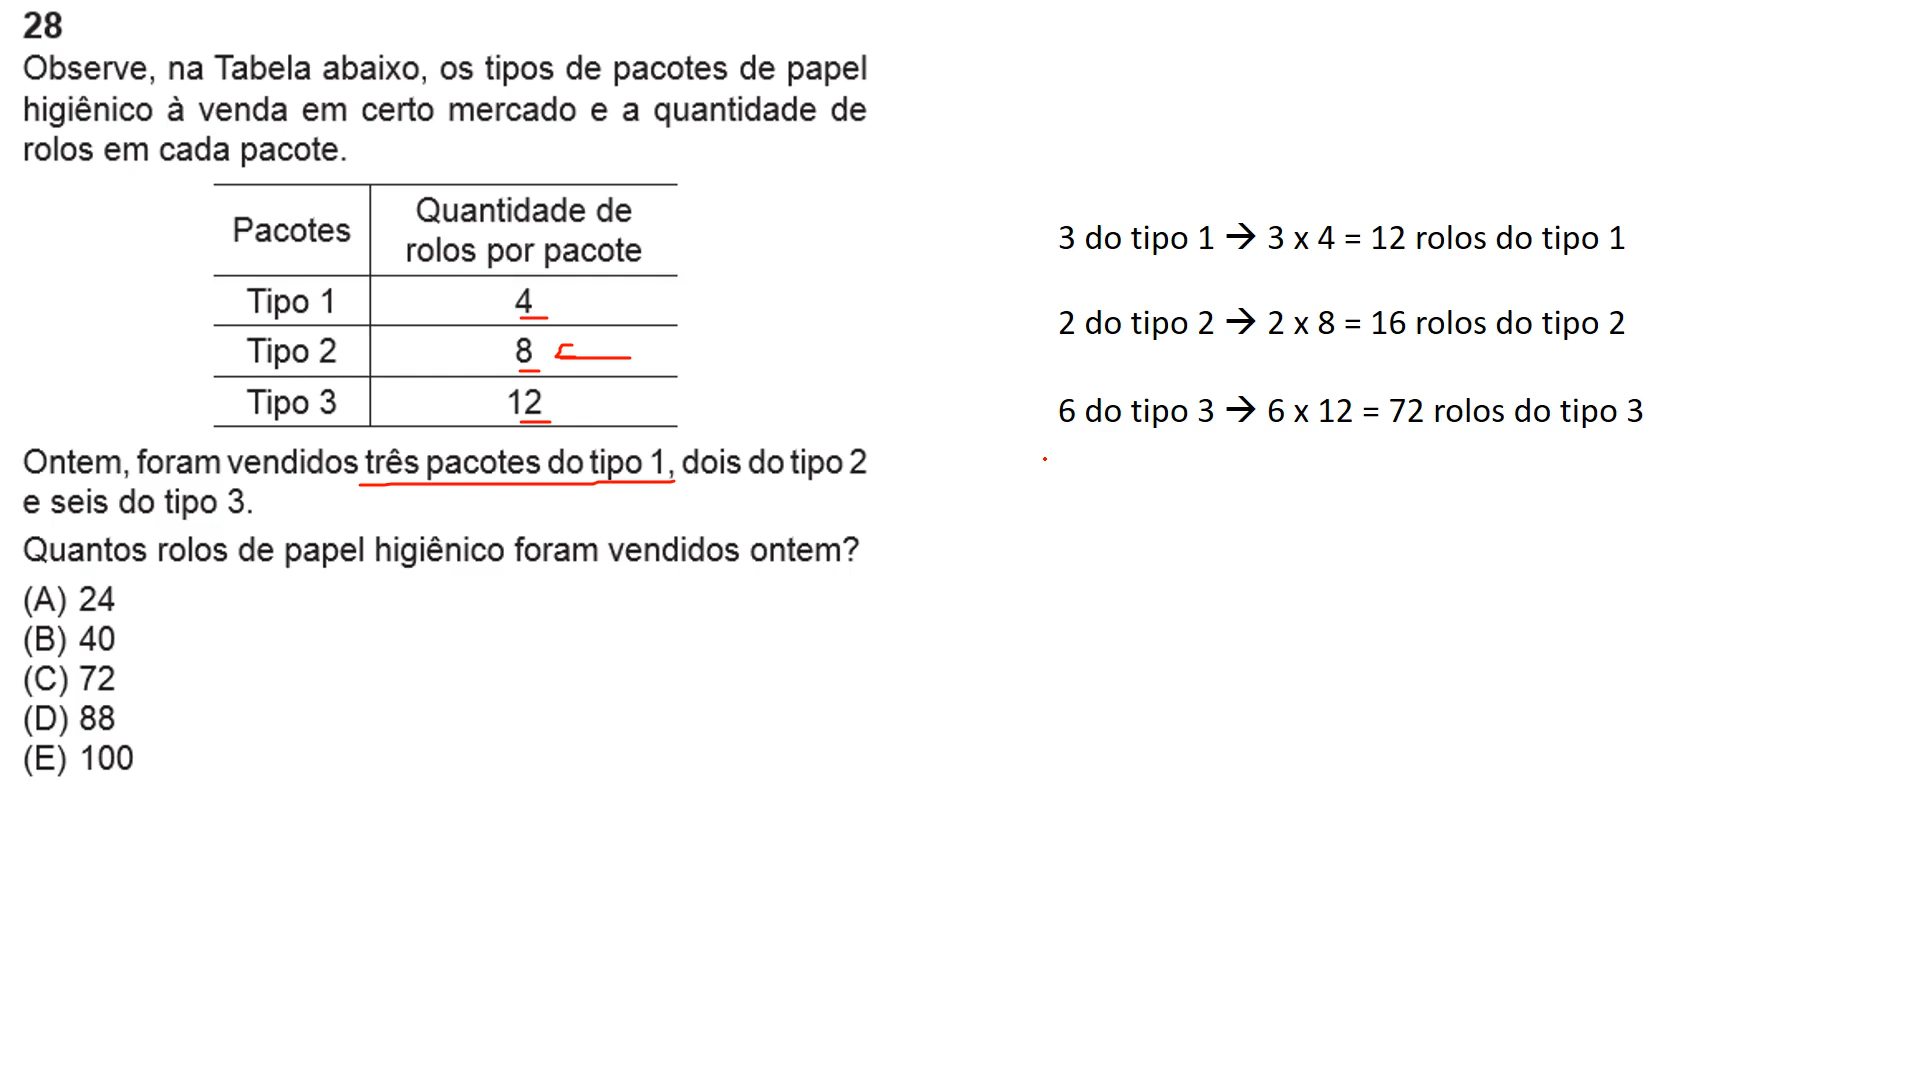 28
Observe, na Tabela abaixo, os tipos de pacotes de papel
higiênico à venda em certo mercado e a quantidade de
rolos em cada pacote.
Pacotes
Quantidade de
rolos por pacote
Tipo 1 4
Tipo 2 8
Tipo 3 12
Ontem, foram vendidos três pacotes do tipo 1, dois do tipo 2
e seis do tipo 3.
Quantos rolos de papel higiênico foram vendidos ontem?
(A) 24
(B) 40
(C) 72
(D) 88
(E) 100
3 do tipo 1 → 3 x 4 = 12 rolos do tipo 1
2 do tipo 2 → 2 x 8 = 16 rolos do tipo 2
6 do tipo 3 → 6 x 12 = 72 rolos do tipo 3